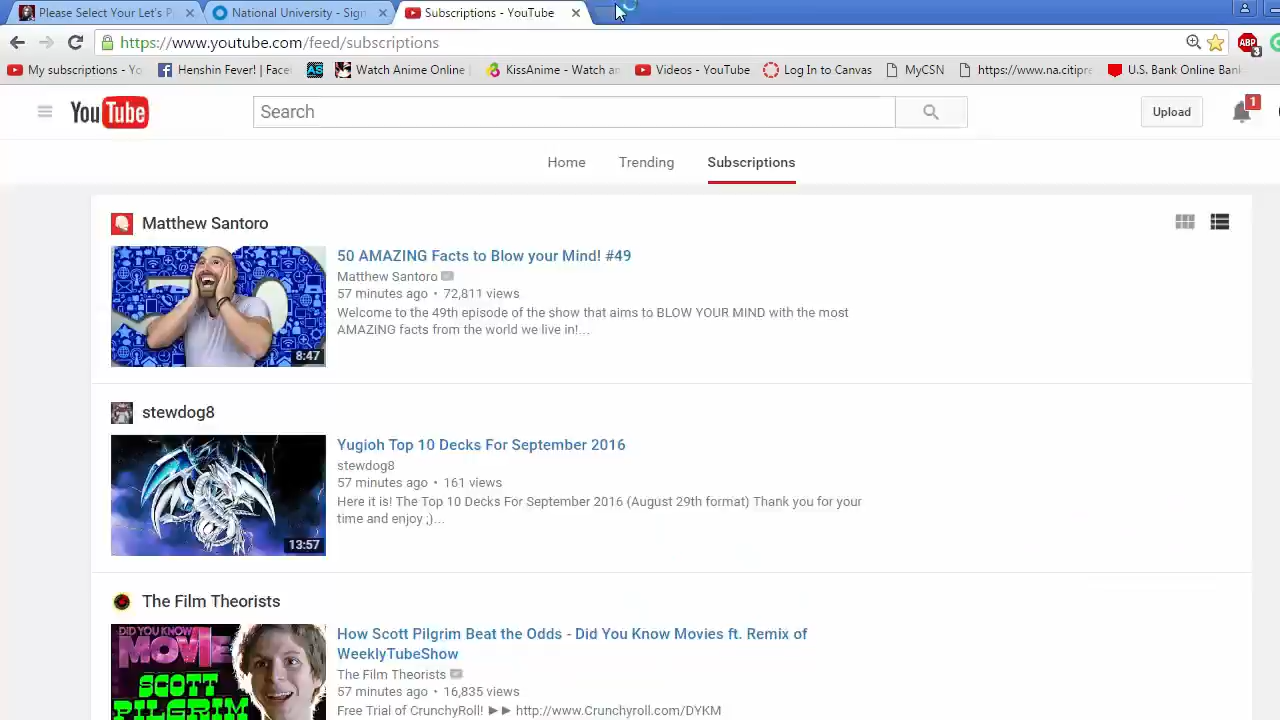 Please Select Your Let's P
National University - Sign
Subscriptions - YouTube
https://www.youtube.com/feed/subscriptions
ABP
3
My subscriptions - Yo
Henshin Fever! | Face
AS
Watch Anime Online
KissAnime - Watch an
Videos - YouTube
Log In to Canvas
MyCSN
https://www.na.citipre
U.S. Bank Online Ban
YouTube
Search
Upload
1
Home
Trending
Subscriptions
Matthew Santoro
50 AMAZING Facts to Blow your Mind! #49
Matthew Santoro
57 minutes ago • 72,811 views
Welcome to the 49th episode of the show that aims to BLOW YOUR MIND with the most
AMAZING facts from the world we live in!...
8:47
stewdog8
Yugioh Top 10 Decks For September 2016
stewdog8
57 minutes ago • 161 views
Here it is! The Top 10 Decks For September 2016 (August 29th format) Thank you for your
time and enjoy ;)...
13:57
The Film Theorists
DID YOU KNOW
MOVIE
SCOTT
PILGRIM
How Scott Pilgrim Beat the Odds - Did You Know Movies ft. Remix of
WeeklyTubeShow
The Film Theorists
57 minutes ago • 16,835 views
Free Trial of CrunchyRoll! ►► http://www.Crunchyroll.com/DYKM